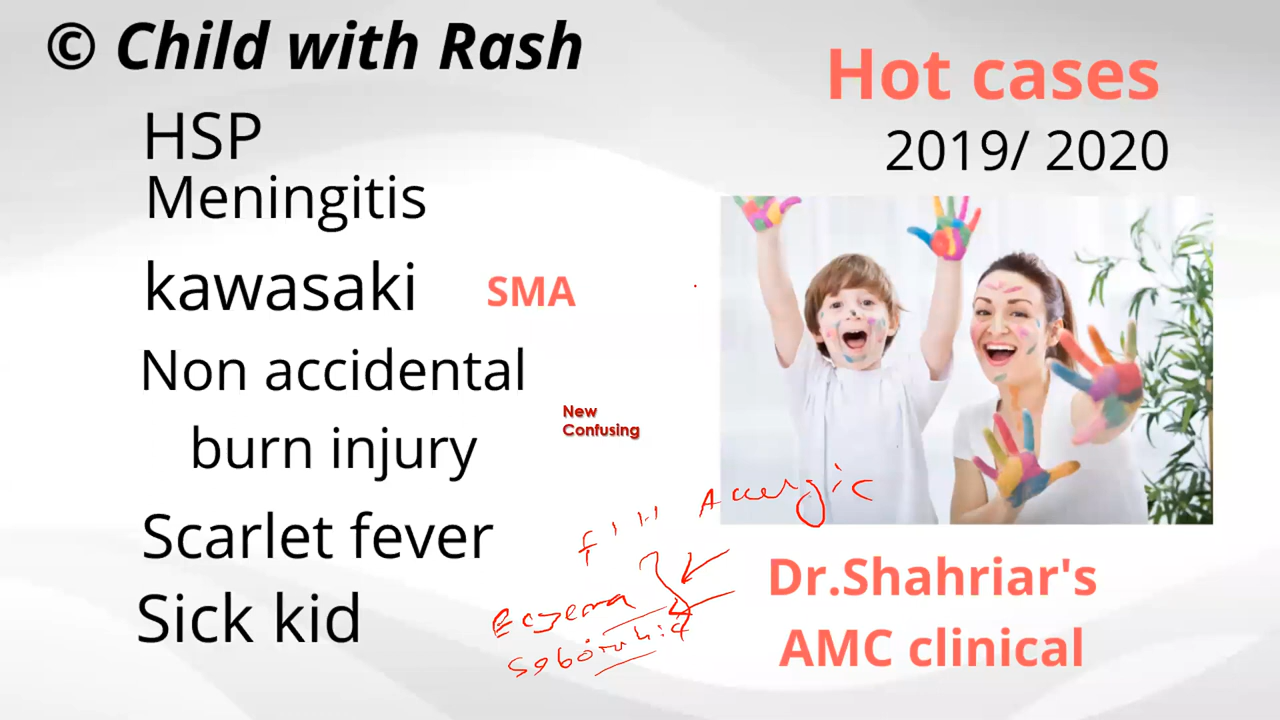 © Child with Rash
HSP
Meningitis
kawasaki
SMA
Non accidental
burn injury
New
Confusing
Scarlet fever
Sick kid
Eczema
Hot cases
2019/ 2020
Dr.Shahriar's
AMC clinical